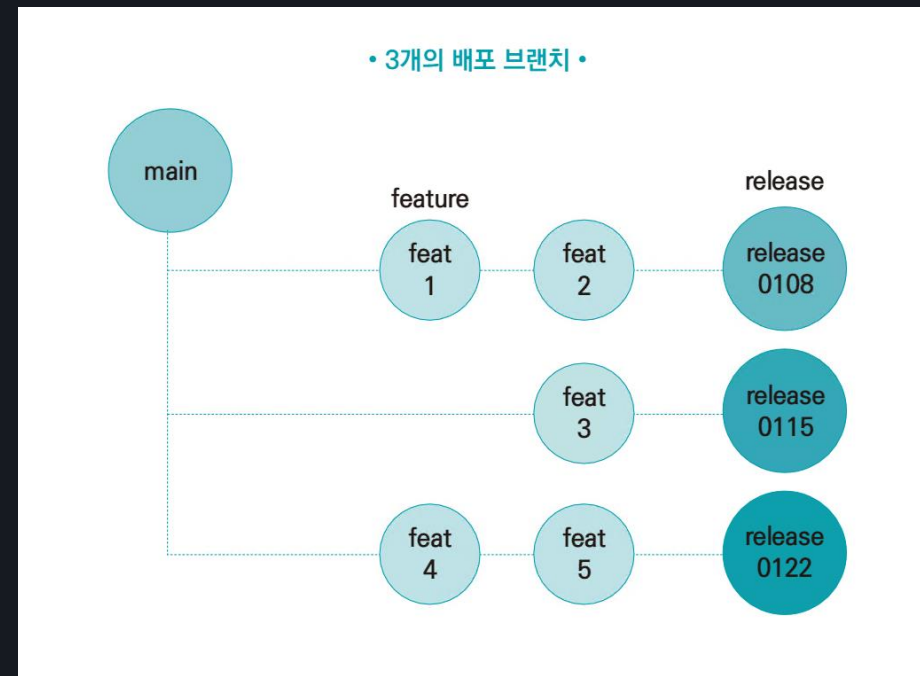 • 3개의 배포 브랜치 •
main
feature
release
feat
1
feat
2
release
0108
feat
3
release
0115
feat
4
feat
5
release
0122